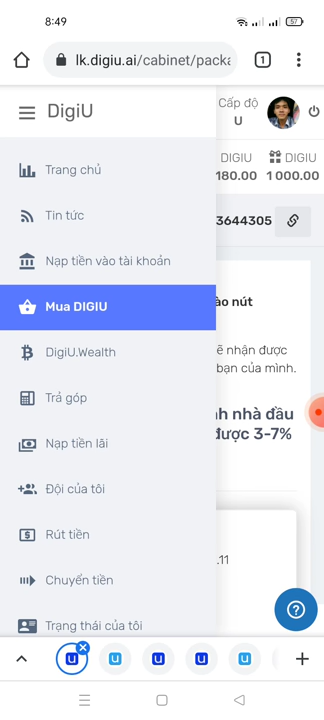 8:49
57
lk.digiu.ai/cabinet/packa
1
DigiU
Cấp độ
U
DIGIU
180.00
DIGIU
1 000.00
3644305
Trang chủ
Tin tức
Nạp tiền vào tài khoản
Mua DIGIU
ào nút
DigiU.Wealth
ẽ nhận được
bạn của mình.
Trả góp
nh nhà đầu
được 3-7%
Nạp tiền lãi
Đội của tôi
Rút tiền
.11
Chuyển tiền
Trạng thái của tôi